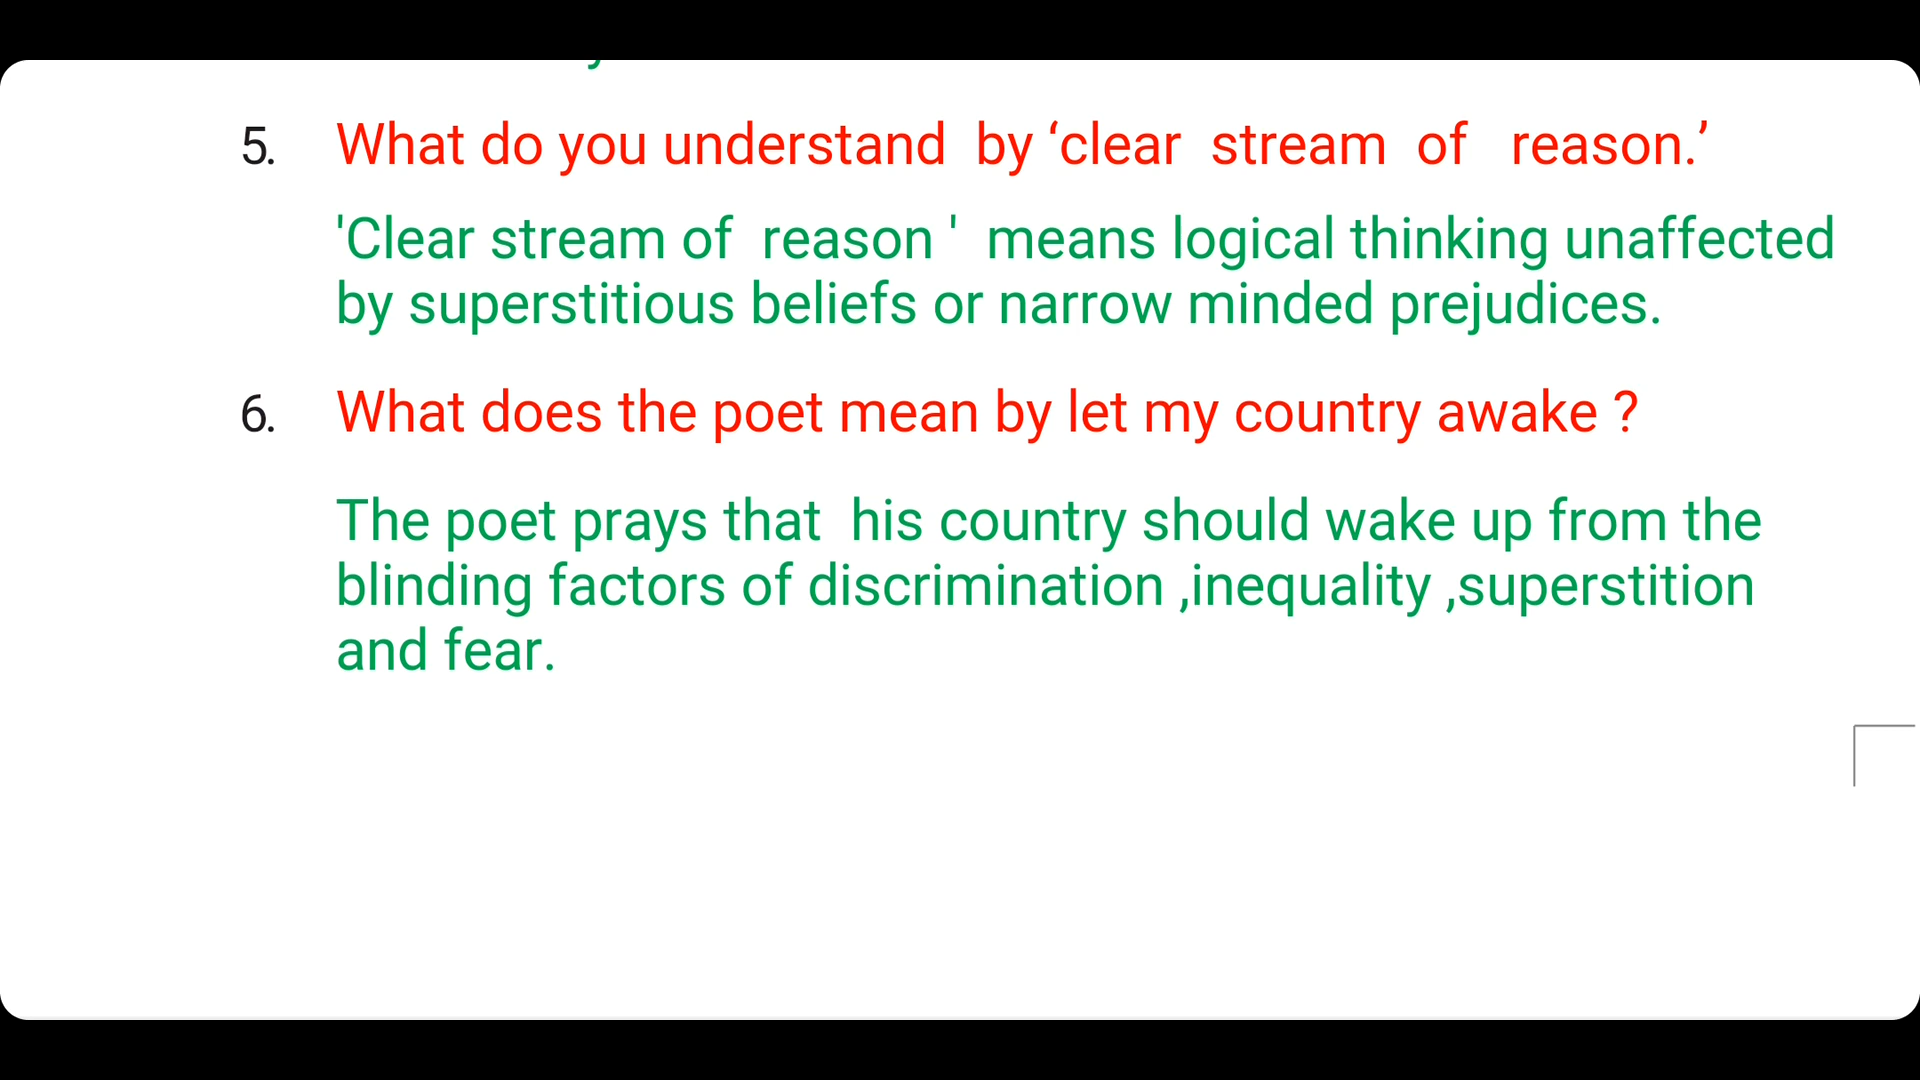 5. What do you understand by ‘clear stream of reason.’
'Clear stream of reason ' means logical thinking unaffected
by superstitious beliefs or narrow minded prejudices.
6. What does the poet mean by let my country awake ?
The poet prays that his country should wake up from the
blinding factors of discrimination ,inequality ,superstition
and fear.